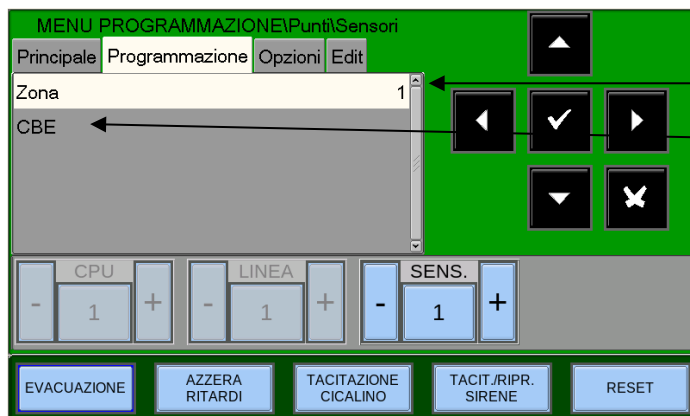 MENU PROGRAMMAZIONE\Punti\Sensori
Principale Programmazione Opzioni Edit
Zona 1
CBE
CPU LINEA SENS.
- 1 + - 1 + - 1 +
EVACUAZIONE AZZERA RITARDI TACITAZIONE CICALINO TACIT./RIPR. SIRENE RESET